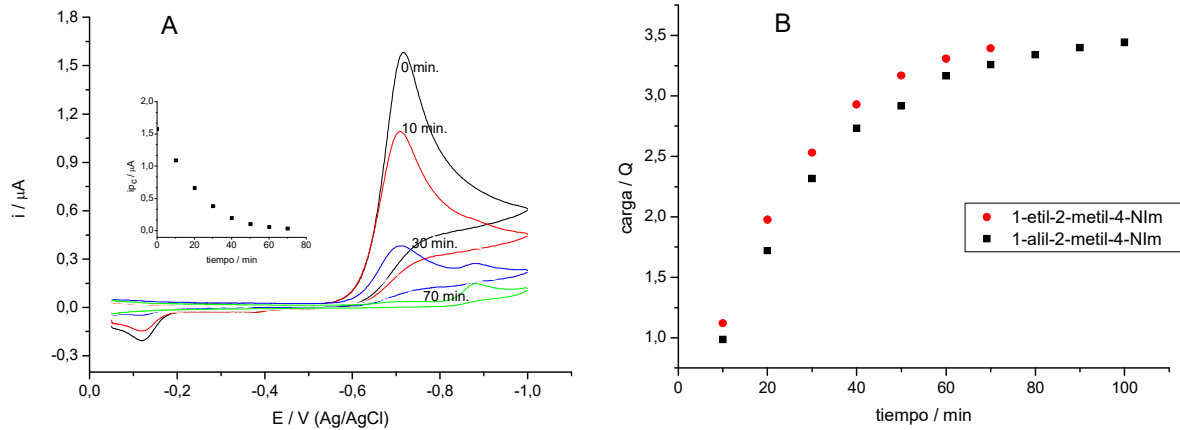 A
i / μA
1,8
1,5
1,2
0,9
0,6
0,3
0,0
-0,3
0 min.
10 min.
30 min.
70 min.
ip_C / μA
2,0
1,5
1,0
0,5
0,0
0 20 40 60 80
tiempo / min
0,0 -0,2 -0,4 -0,6 -0,8 -1,0
E / V (Ag/AgCl)
B
carga / Q
3,5
3,0
2,5
2,0
1,5
1,0
1-etil-2-metil-4-NIm
1-alil-2-metil-4-NIm
0 20 40 60 80 100
tiempo / min